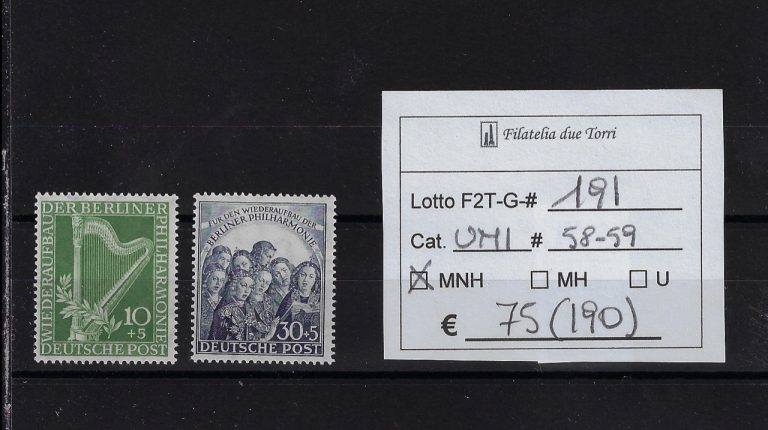 WIEDERAUFBAU DER BERLINER PHILHARMONIE
10
+5
DEUTSCHE POST
FÜR DEN WIEDERAUFBAU DER
BERLINER PHILHARMONIE
30+5
DEUTSCHE POST
Filatelia due Torri
Lotto F2T-G-# 191
Cat. UNI # 58-59
MNH MH U
€ 75 (190)